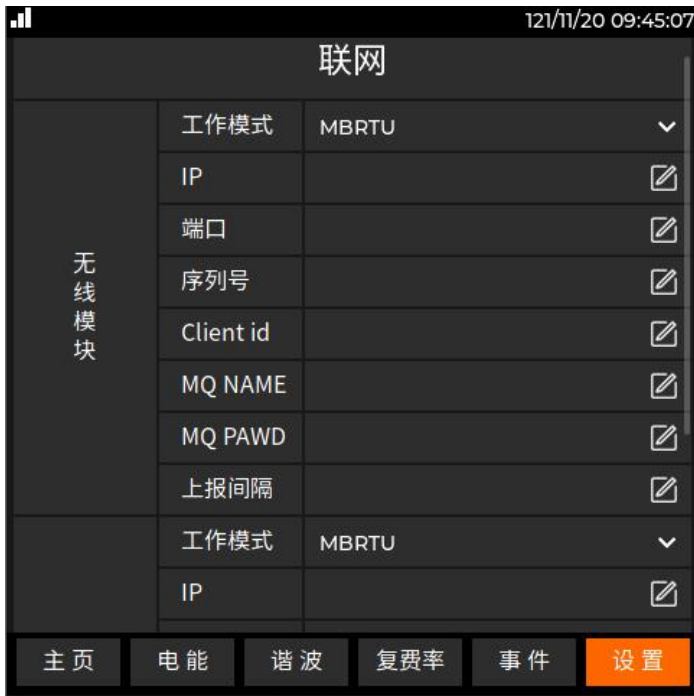 121/11/20 09:45:07
联网
无线模块
工作模式 MBRTU
IP
端口
序列号
Client id
MQ NAME
MQ PAWD
上报间隔
工作模式 MBRTU
IP
主页 电能 谐波 复费率 事件 设置